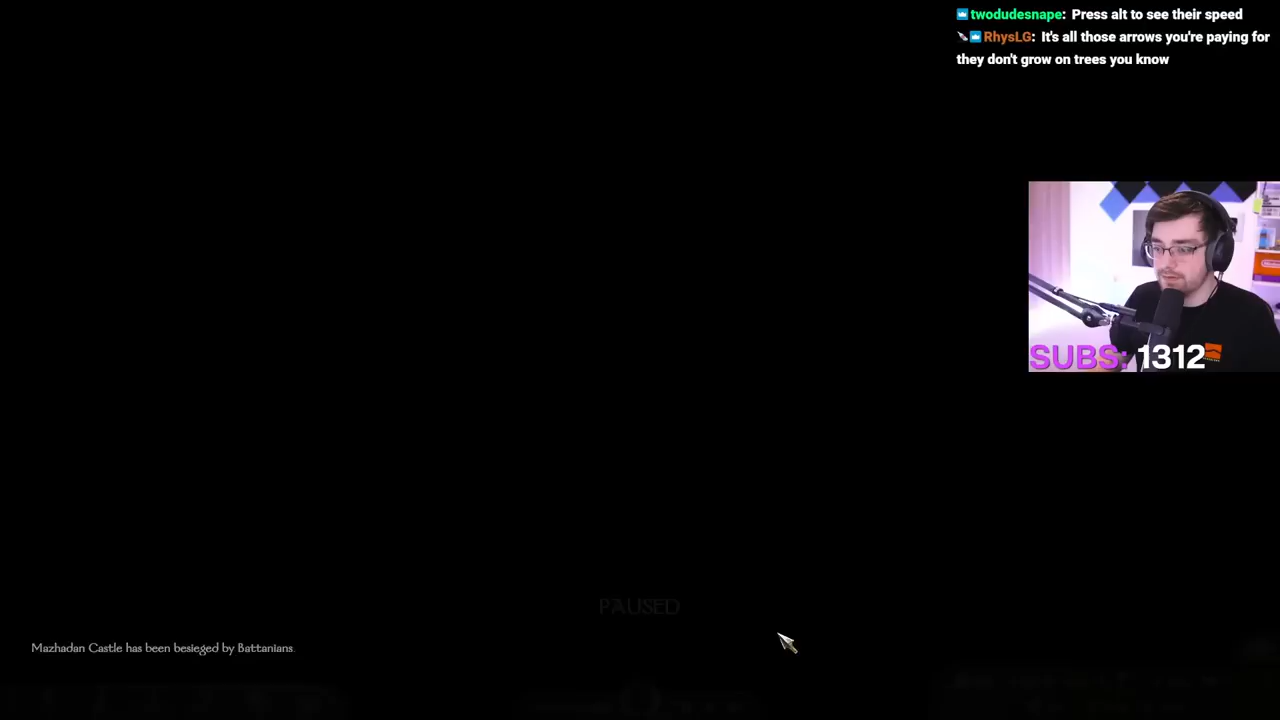 twodudesnape: Press alt to see their speed
RhysLG: It's all those arrows you're paying for
they don't grow on trees you know
SUBS: 1312
PAUSED
Mazhadan Castle has been besieged by Battanians.